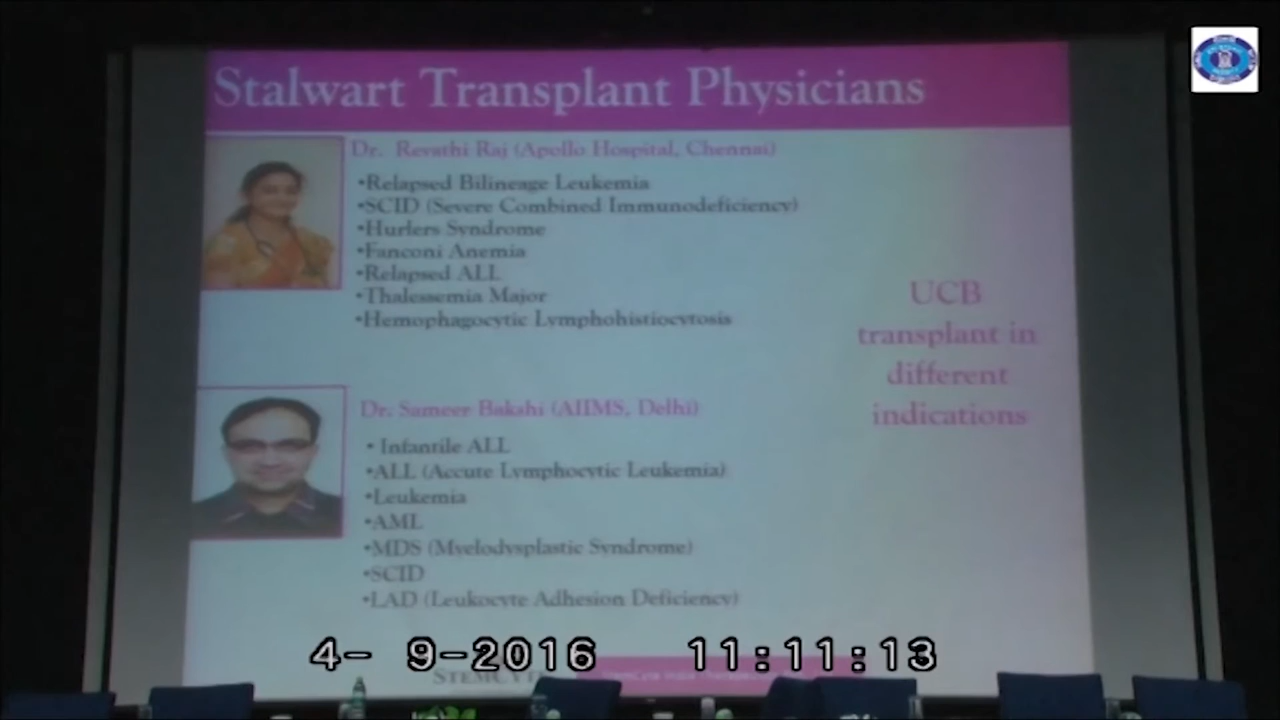 Stalwart Transplant Physicians
Dr. Revathi Raj (Apollo Hospital, Chennai)
•Relapsed Bilineage Leukemia
•SCID (Severe Combined Immunodeficiency)
•Hurlers Syndrome
•Fanconi Anemia
•Relapsed ALL
•Thalessemia Major
•Hemophagocytic Lymphohistiocytosis
UCB
transplant in
different
indications
Dr. Sameer Bakshi (AIIMS, Delhi)
• Infantile ALL
•ALL (Accute Lymphocytic Leukemia)
•Leukemia
•AML
•MDS (Myelodysplastic Syndrome)
•SCID
•LAD (Leukocyte Adhesion Deficiency)
4- 9-2016 11:11:13